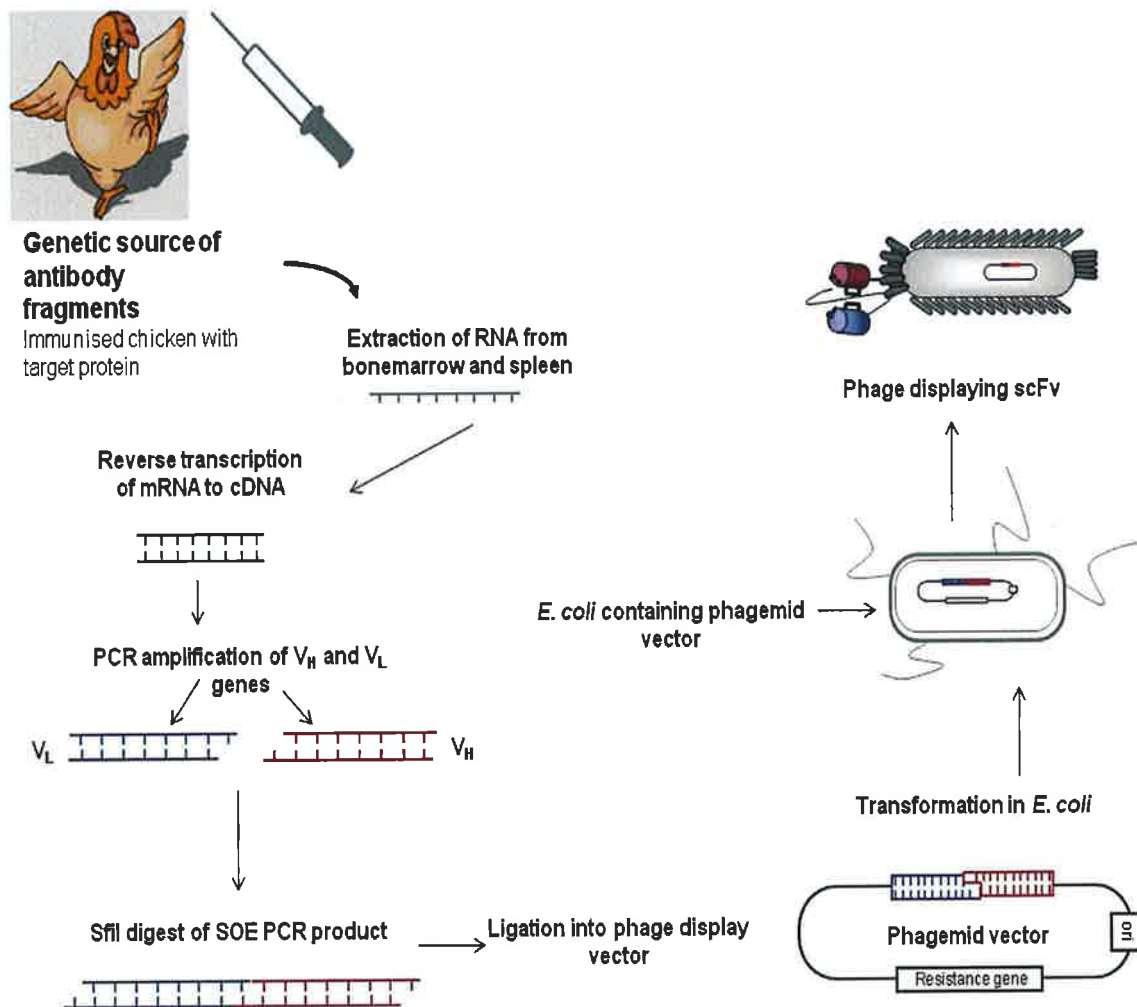 Genetic source of
antibody
fragments
Immunised chicken with
target protein
Extraction of RNA from
bonemarrow and spleen
Reverse transcription
of mRNA to cDNA
PCR amplification of VH and VL
genes
VL
VH
SfiI digest of SOE PCR product
Ligation into phage display
vector
Phage displaying scFv
E. coli containing phagemid
vector
Transformation in E. coli
Phagemid vector
ori
Resistance gene